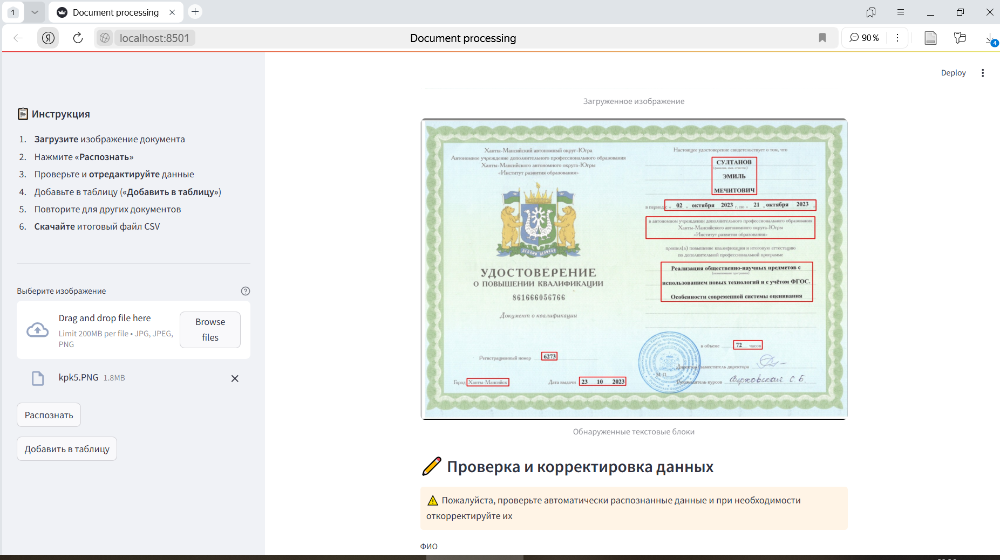 1
Document processing
Я
localhost:8501
Document processing
90 %
4
Deploy
Инструкция
1. Загрузите изображение документа
2. Нажмите «Распознать»
3. Проверьте и отредактируйте данные
4. Добавьте в таблицу («Добавить в таблицу»)
5. Повторите для других документов
6. Скачайте итоговый файл CSV
Выберите изображение
Drag and drop file here
Limit 200MB per file • JPG, JPEG,
PNG
Browse
files
kpk5.PNG 1.8MB
Распознать
Добавить в таблицу
Загруженное изображение
Ханты-Мансийский автономный округ-Югра
Автономное учреждение дополнительного профессионального образования
Ханты-Мансийского автономного округа-Югры
«Институт развития образования»
УДОСТОВЕРЕНИЕ
О ПОВЫШЕНИИ КВАЛИФИКАЦИИ
861666056766
Документ о квалификации
Регистрационный номер 6273
Город Ханты-Мансийск
Дата выдачи 23 10 2023
Настоящее удостоверение свидетельствует о том, что
СУЛТАНОВ
(фамилия, имя, отчество)
ЭМИЛЬ
МЕЧИТОВИЧ
в период с « 02 » октября 2023 г. по « 21 » октября 2023 г.
в автономном учреждении дополнительного профессионального образования
Ханты-Мансийского автономного округа-Югры
«Институт развития образования»
прошел(а) повышение квалификации и итоговую аттестацию
по дополнительной профессиональной программе
Реализация общественно-научных предметов с
(наименование программы)
использованием новых технологий и с учётом ФГОС.
Особенности современной системы оценивания
в объеме 72 часов
Директор/заместитель директора
М. П.
Руководитель курсов
Обнаруженные текстовые блоки
Проверка и корректировка данных
Пожалуйста, проверьте автоматически распознанные данные и при необходимости
откорректируйте их
ФИО